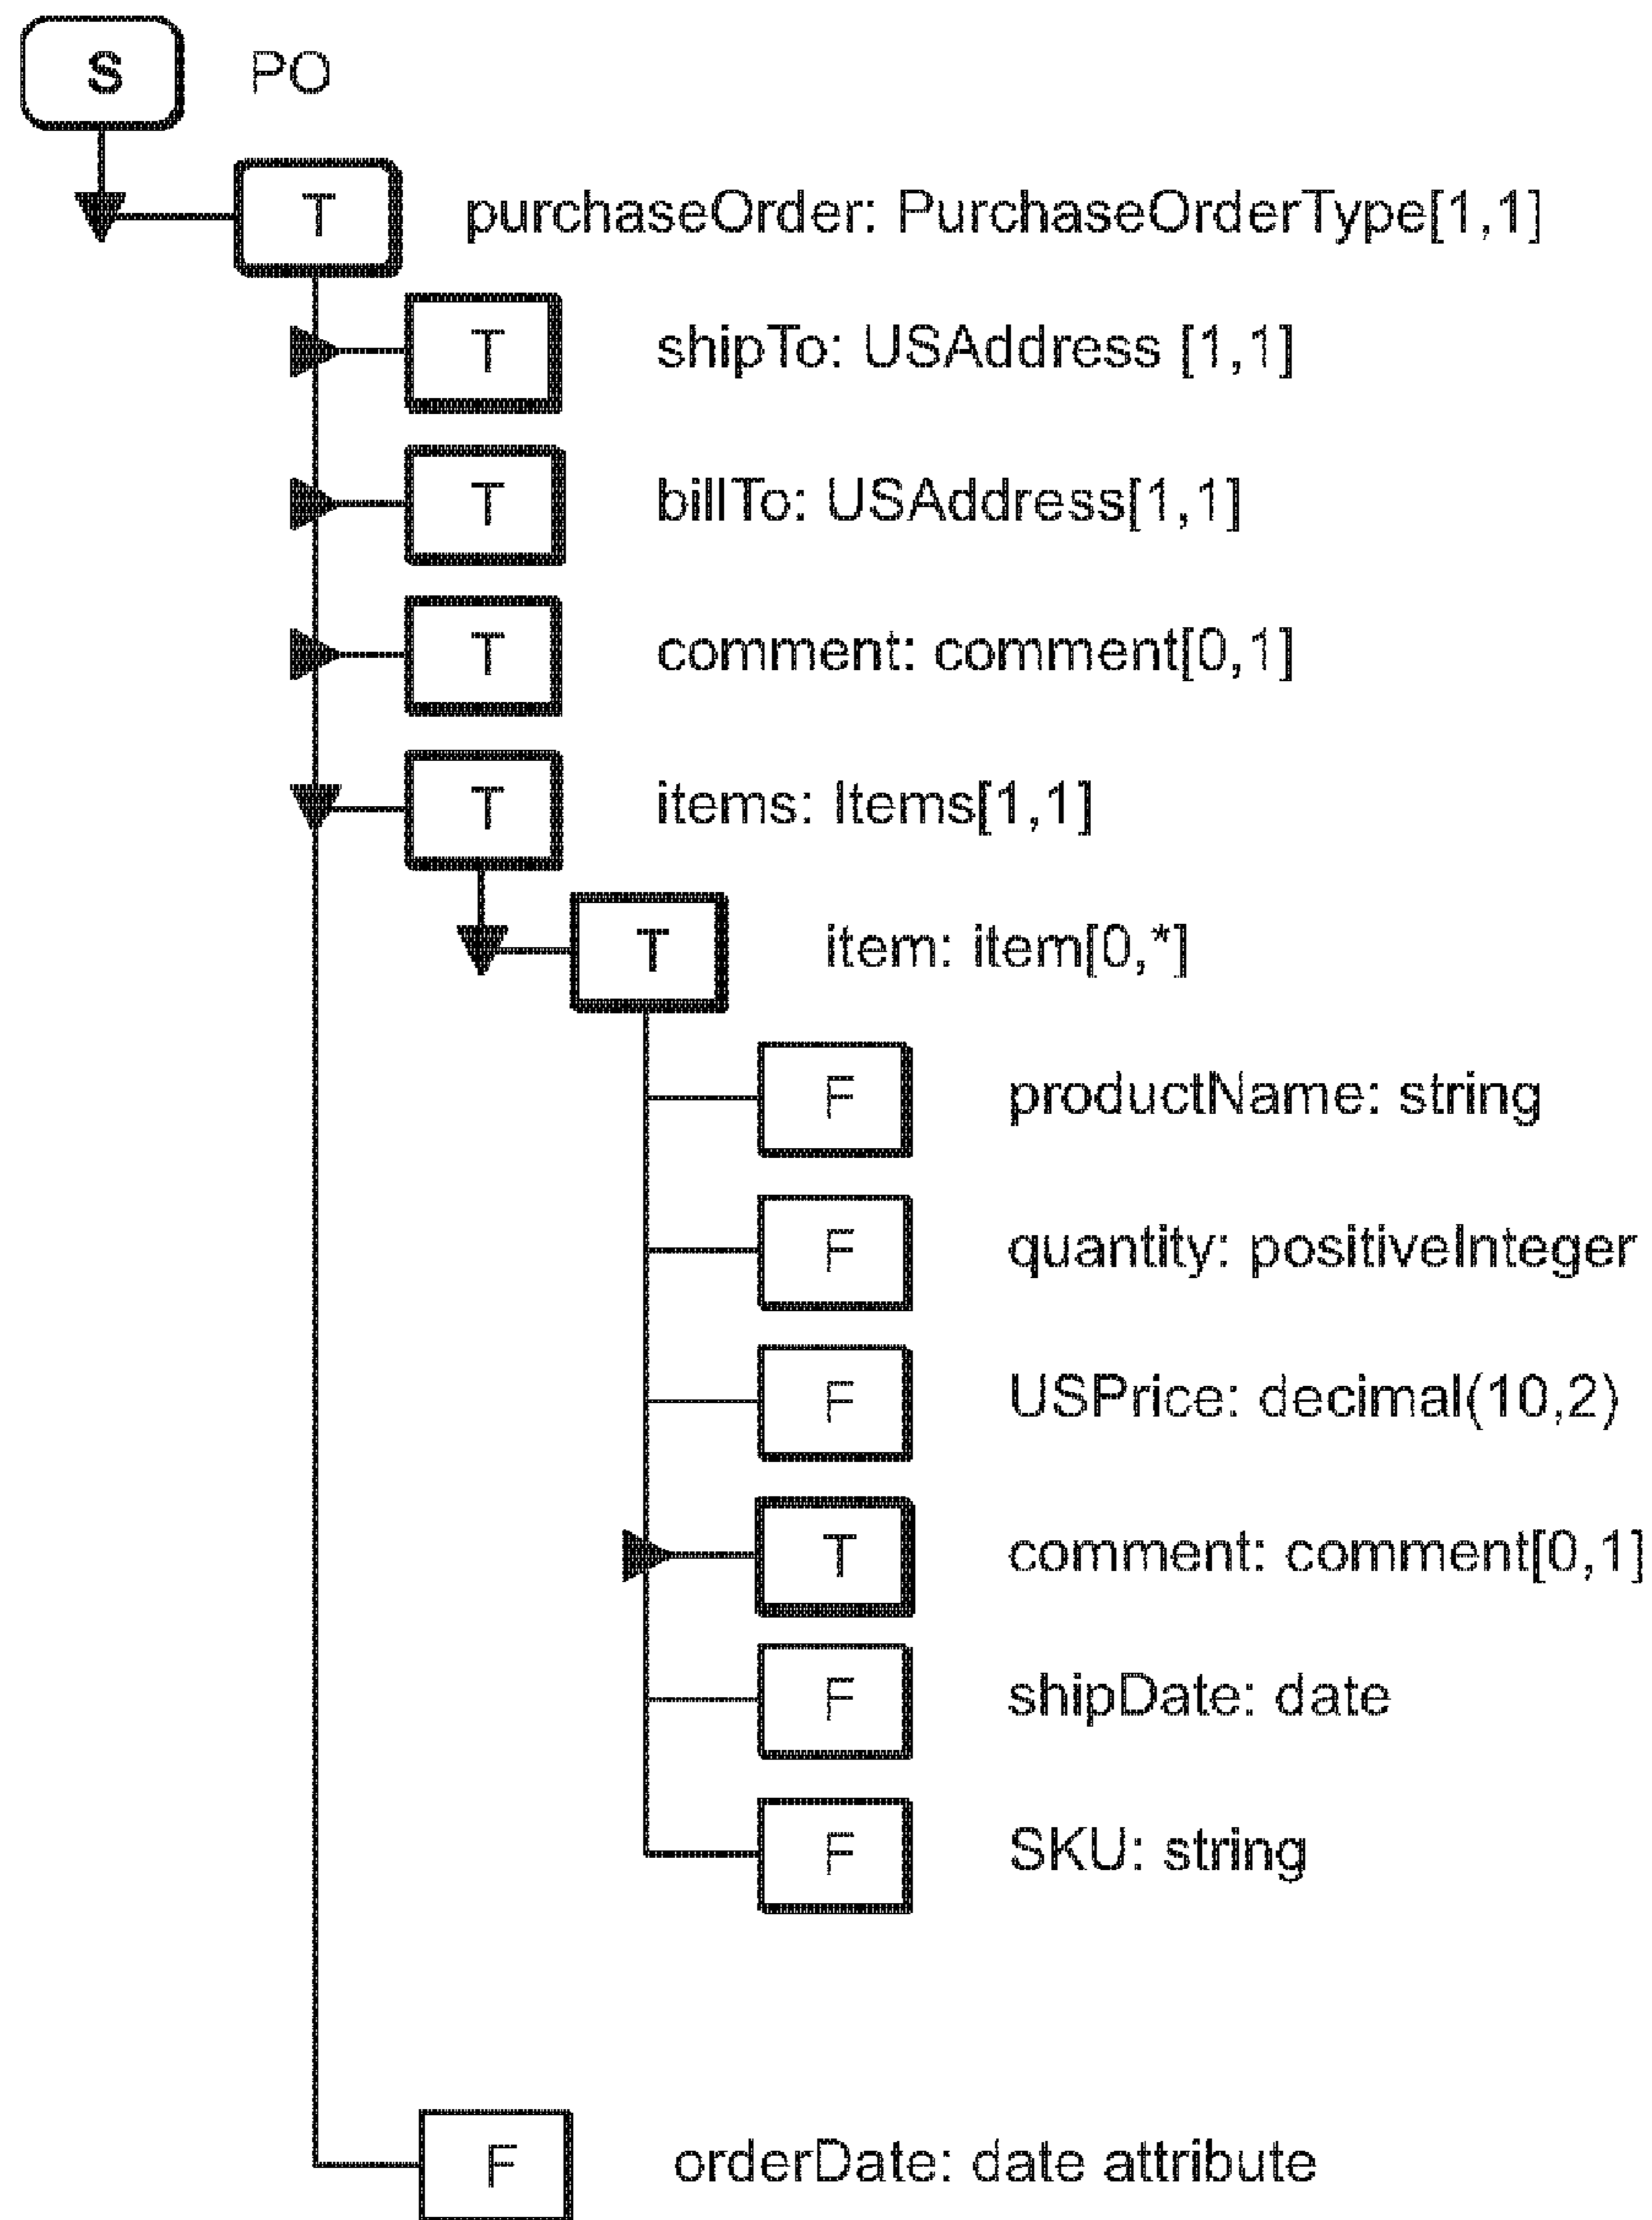 S PO
T purchaseOrder: PurchaseOrderType[1,1]
T shipTo: USAddress [1,1]
T billTo: USAddress[1,1]
T comment: comment[0,1]
T items: Items[1,1]
T item: item[0,*]
F productName: string
F quantity: positiveInteger
F USPrice: decimal(10,2)
T comment: comment[0,1]
F shipDate: date
F SKU: string
F orderDate: date attribute